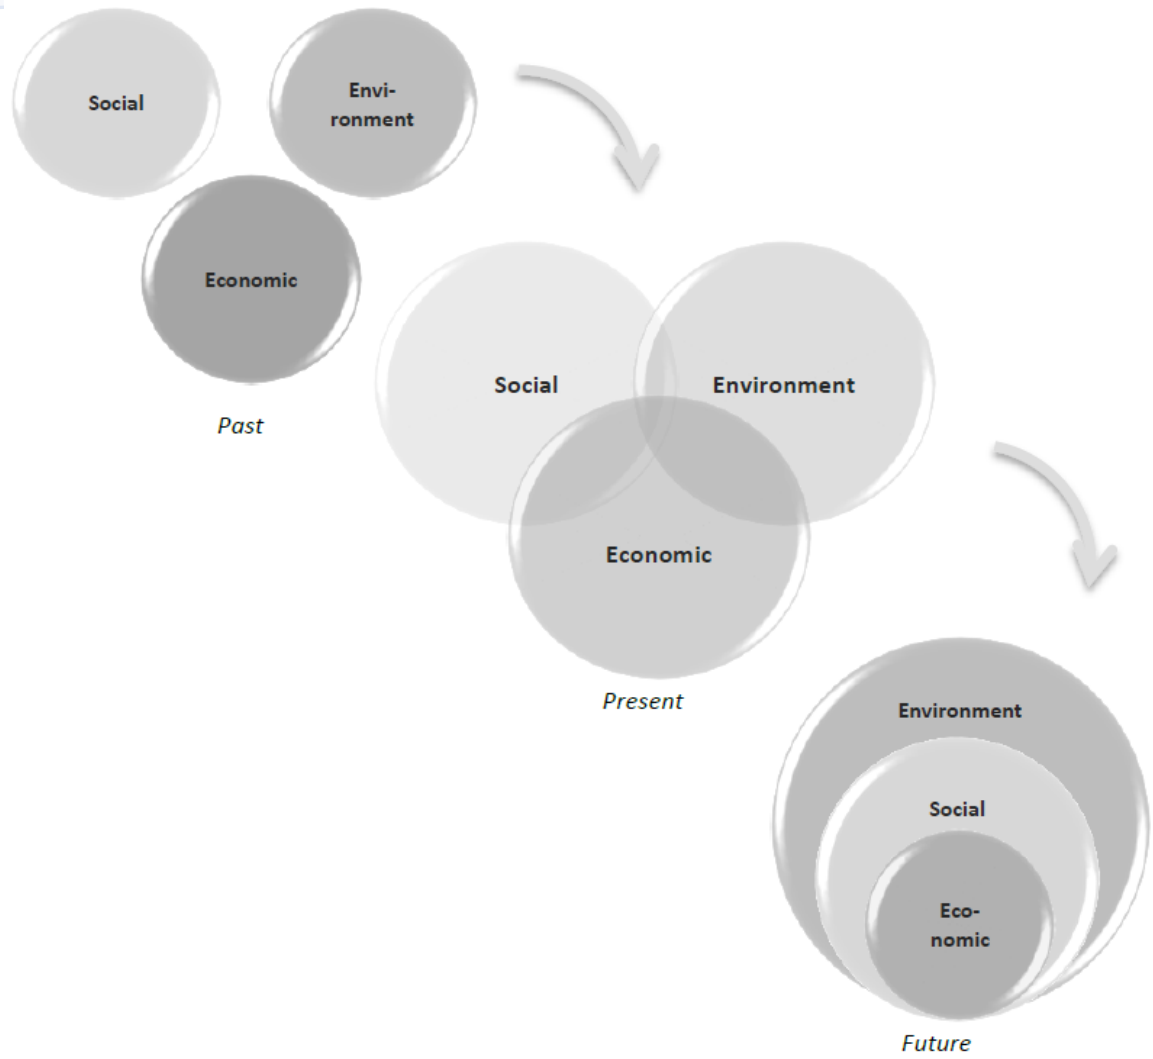 Social
Envi-
ronment
Economic
Past
Social
Environment
Economic
Present
Environment
Social
Eco-
nomic
Future